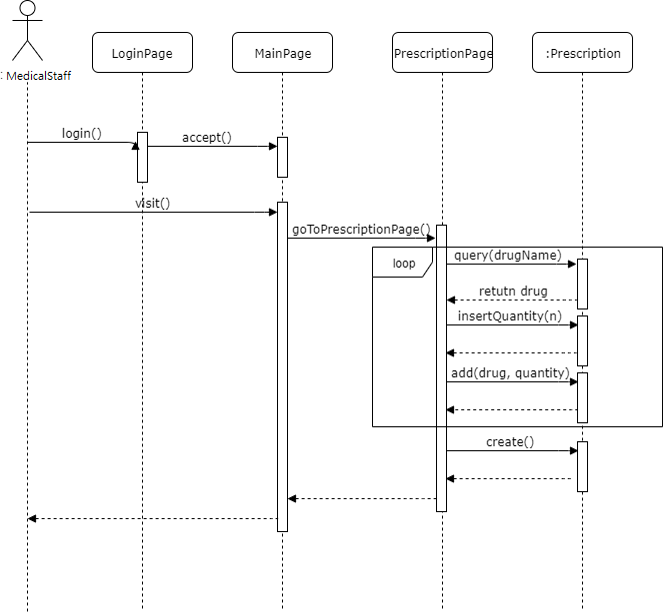 LoginPage
MainPage
PrescriptionPage
:Prescription
: MedicalStaff
login()
accept()
visit()
goToPrescriptionPage()
loop
query(drugName)
retutn drug
insertQuantity(n)
add(drug, quantity)
create()